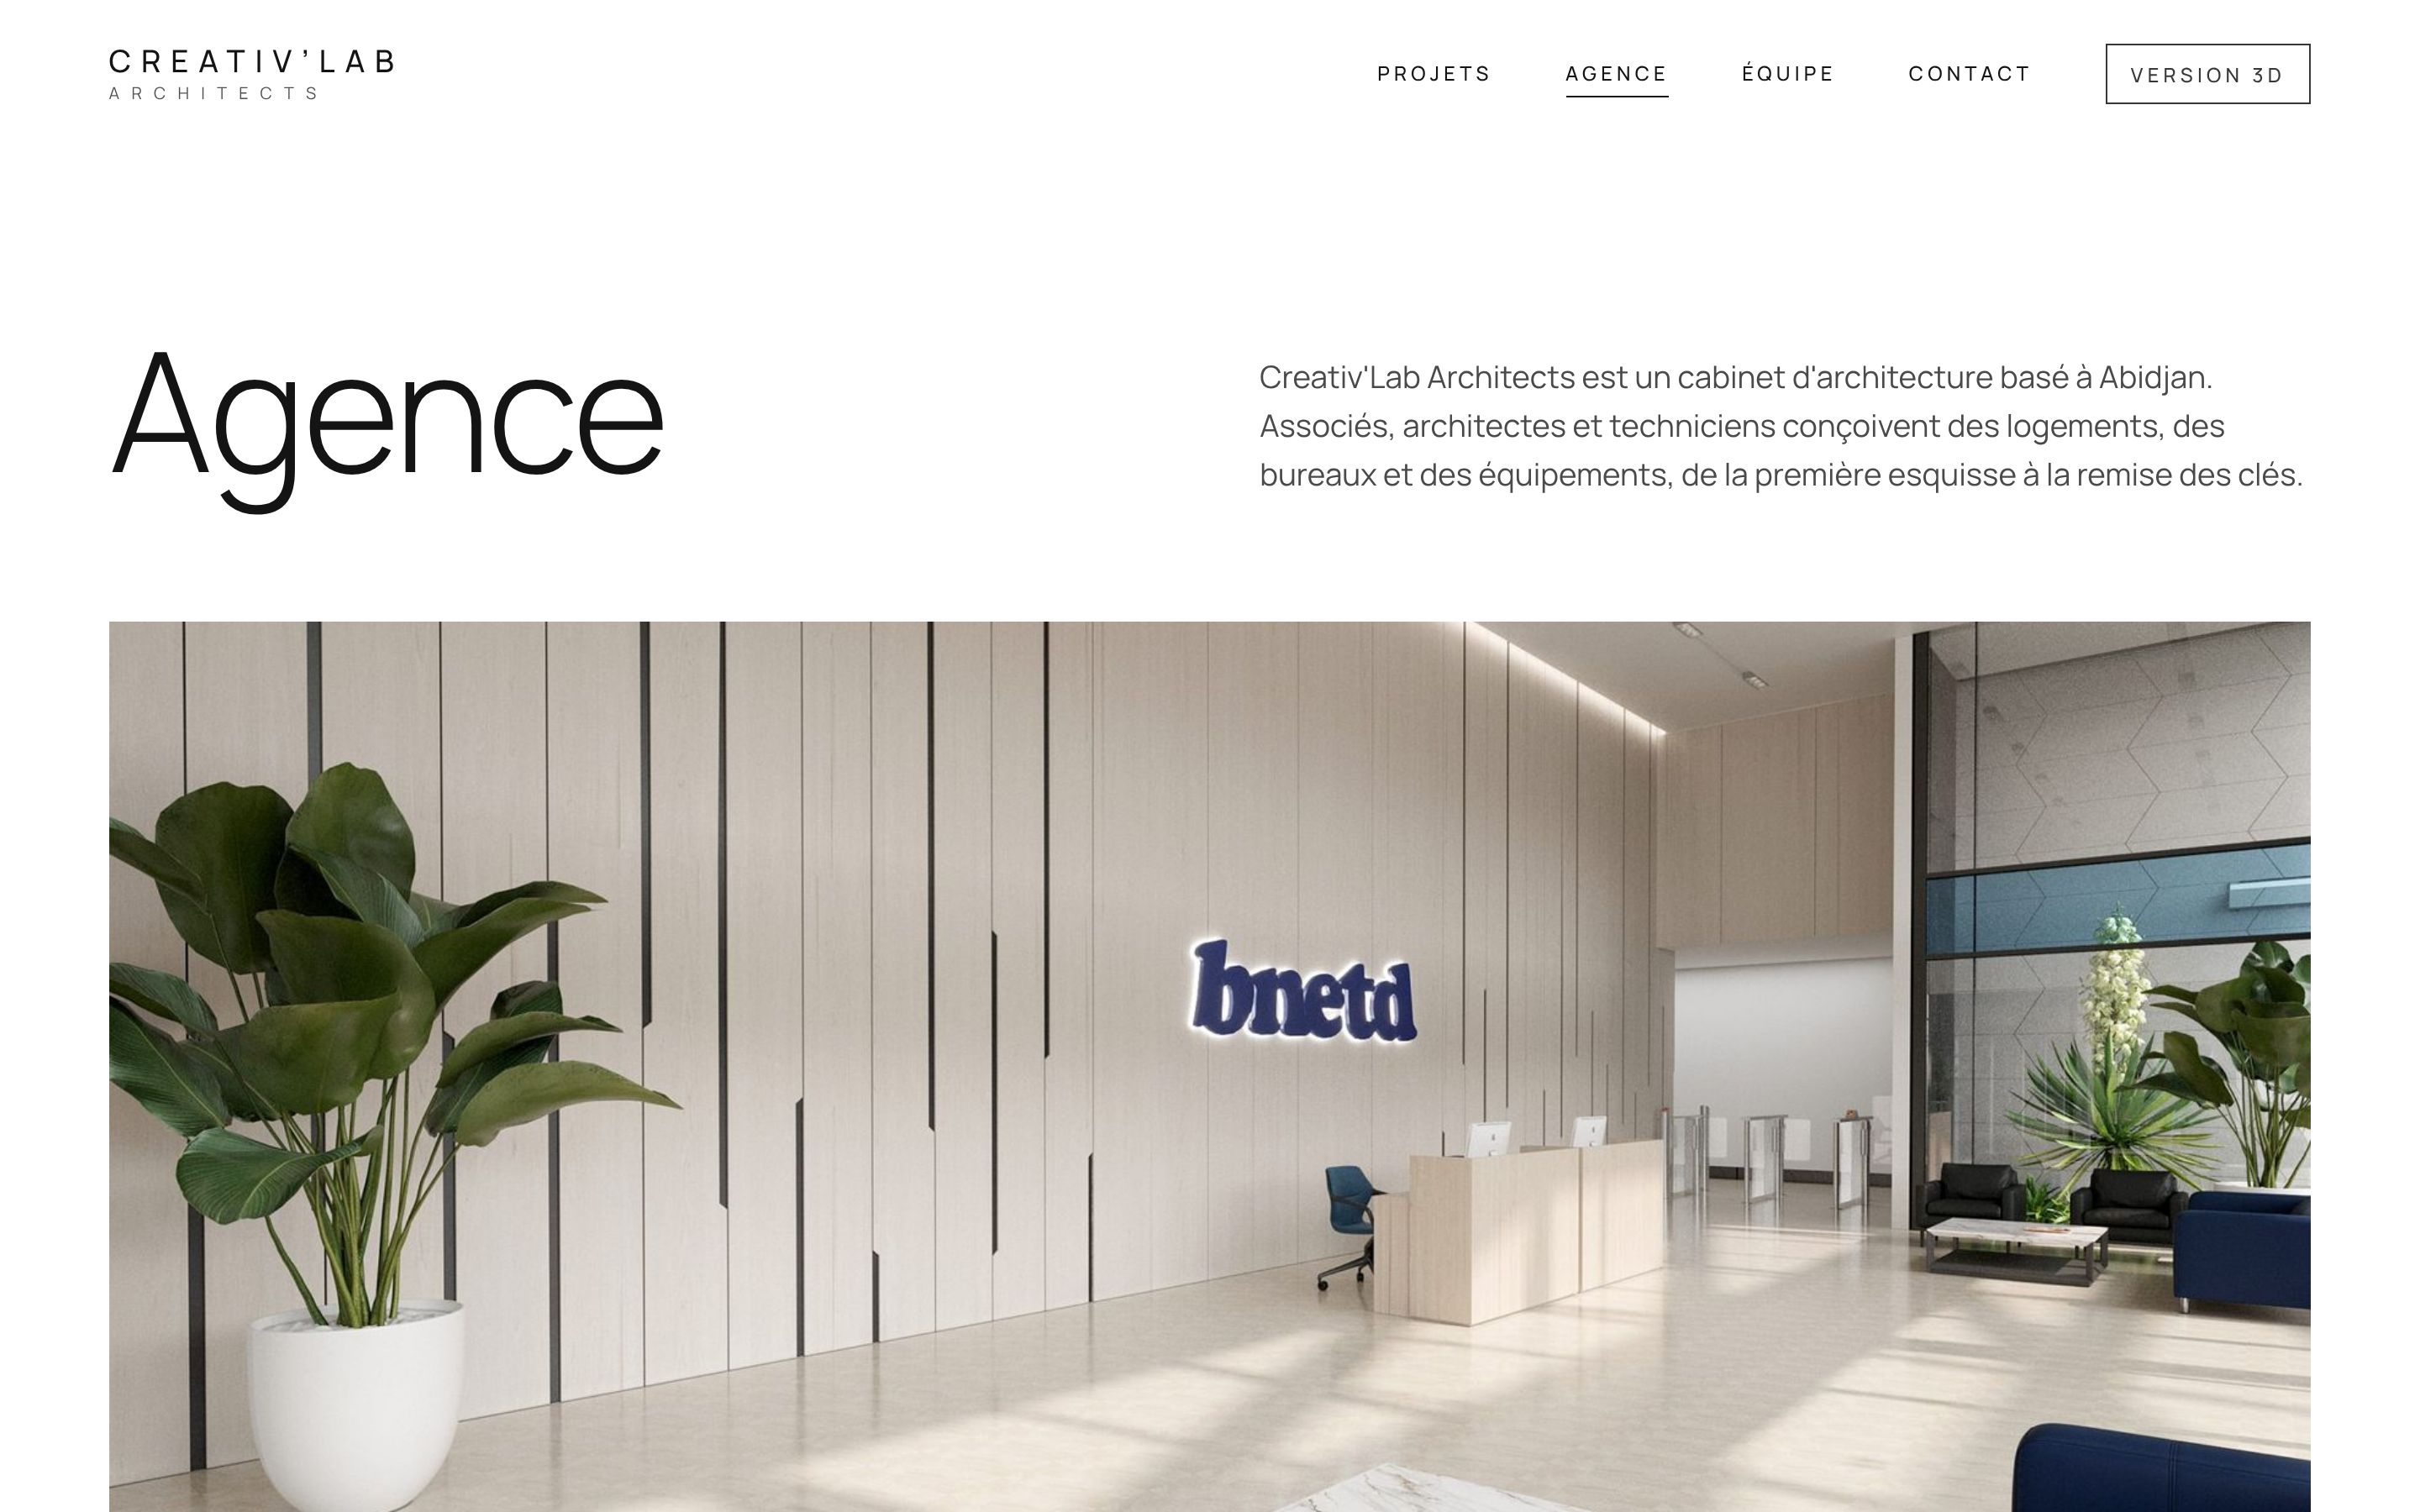 CREATIV’LAB
ARCHITECTS
PROJETS
AGENCE
ÉQUIPE
CONTACT
VERSION 3D
Agence
Creativ'Lab Architects est un cabinet d'architecture basé à Abidjan.
Associés, architectes et techniciens conçoivent des logements, des
bureaux et des équipements, de la première esquisse à la remise des clés.
bnetd